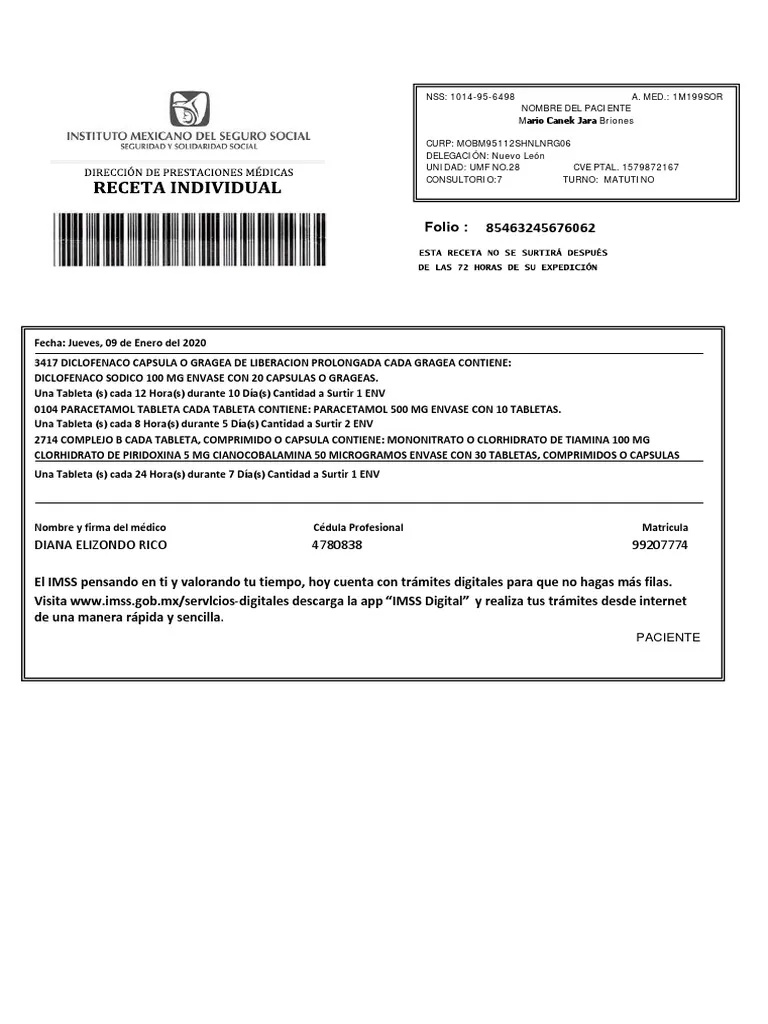 INSTITUTO MEXICANO DEL SEGURO SOCIAL
SEGURIDAD Y SOLIDARIDAD SOCIAL
DIRECCIÓN DE PRESTACIONES MÉDICAS
RECETA INDIVIDUAL
NSS: 1014-95-6498 A. MED.: 1M199SOR
NOMBRE DEL PACIENTE
Mario Canek Jara Briones
CURP: MOBM95112SHNLNRG06
DELEGACIÓN: Nuevo León
UNIDAD: UMF NO.28 CVE PTAL. 1579872167
CONSULTORIO:7 TURNO: MATUTINO
Folio : 85463245676062
ESTA RECETA NO SE SURTIRÁ DESPUÉS
DE LAS 72 HORAS DE SU EXPEDICIÓN
Fecha: Jueves, 09 de Enero del 2020
3417 DICLOFENACO CAPSULA O GRAGEA DE LIBERACION PROLONGADA CADA GRAGEA CONTIENE:
DICLOFENACO SODICO 100 MG ENVASE CON 20 CAPSULAS O GRAGEAS.
Una Tableta (s) cada 12 Hora(s) durante 10 Día(s) Cantidad a Surtir 1 ENV
0104 PARACETAMOL TABLETA CADA TABLETA CONTIENE: PARACETAMOL 500 MG ENVASE CON 10 TABLETAS.
Una Tableta (s) cada 8 Hora(s) durante 5 Día(s) Cantidad a Surtir 2 ENV
2714 COMPLEJO B CADA TABLETA, COMPRIMIDO O CAPSULA CONTIENE: MONONITRATO O CLORHIDRATO DE TIAMINA 100 MG
CLORHIDRATO DE PIRIDOXINA 5 MG CIANOCOBALAMINA 50 MICROGRAMOS ENVASE CON 30 TABLETAS, COMPRIMIDOS O CAPSULAS
Una Tableta (s) cada 24 Hora(s) durante 7 Día(s) Cantidad a Surtir 1 ENV
Nombre y firma del médico Cédula Profesional Matricula
DIANA ELIZONDO RICO 4780838 99207774
El IMSS pensando en ti y valorando tu tiempo, hoy cuenta con trámites digitales para que no hagas más filas.
Visita www.imss.gob.mx/servlcios-digitales descarga la app “IMSS Digital” y realiza tus trámites desde internet
de una manera rápida y sencilla.
PACIENTE